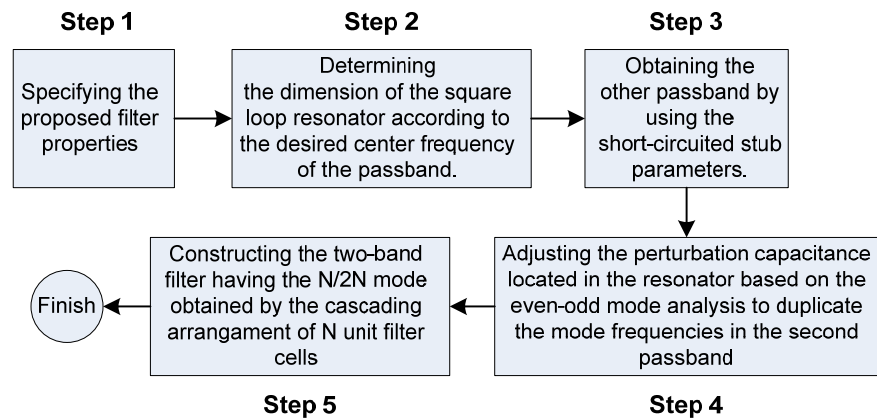 Step 1
Specifying the
proposed filter
properties
Step 2
Determining
the dimension of the square
loop resonator according to
the desired center frequency
of the passband.
Step 3
Obtaining the
other passband by
using the
short-circuited stub
parameters.
Adjusting the perturbation capacitance
located in the resonator based on the
even-odd mode analysis to duplicate
the mode frequencies in the second
passband
Step 4
Constructing the two-band
filter having the N/2N mode
obtained by the cascading
arrangament of N unit filter
cells
Step 5
Finish